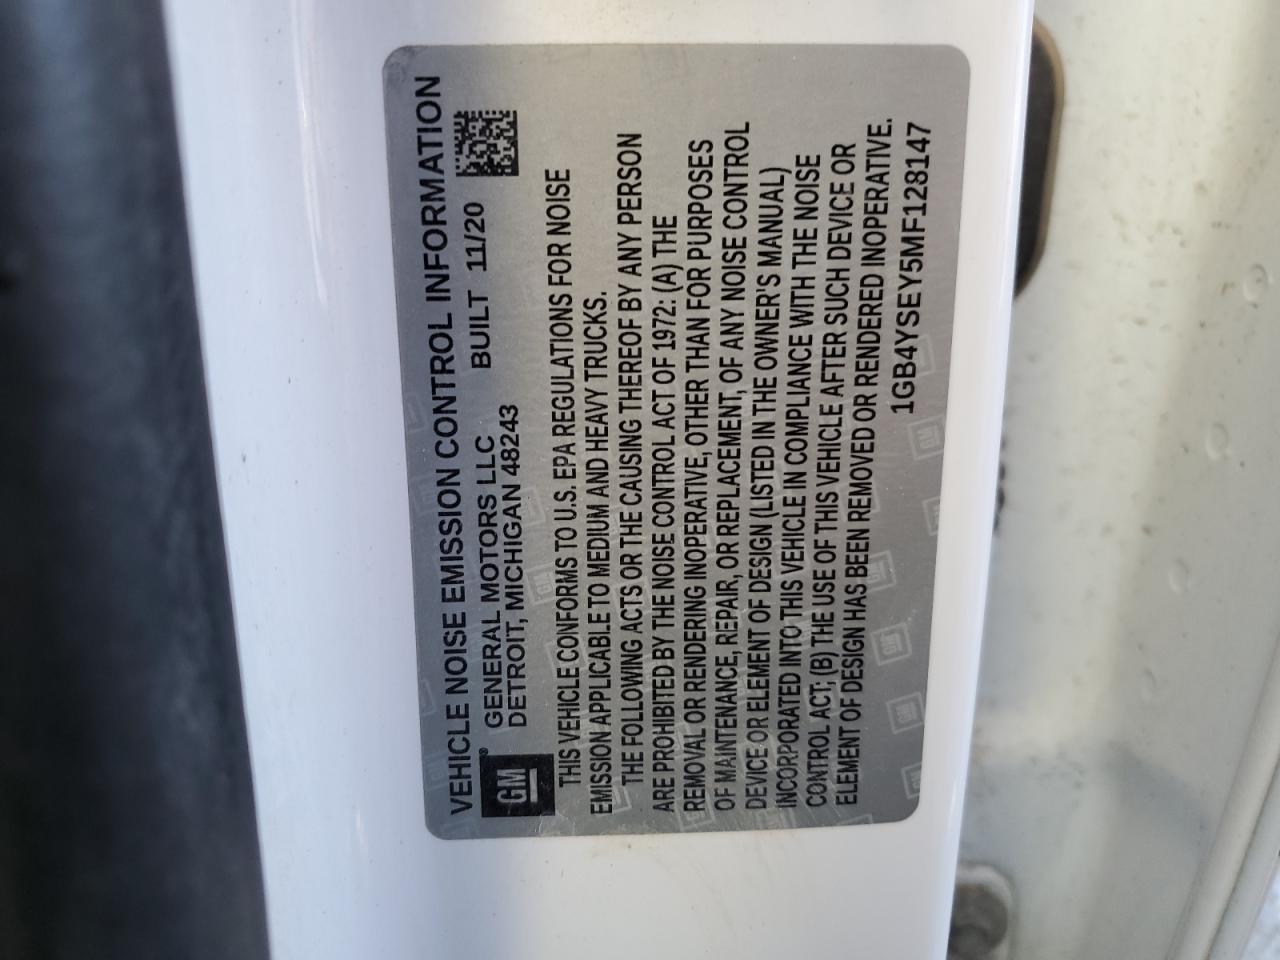 VEHICLE NOISE EMISSION CONTROL INFORMATION
GM®
GENERAL MOTORS LLC BUILT 11/20
DETROIT, MICHIGAN 48243
THIS VEHICLE CONFORMS TO U.S. EPA REGULATIONS FOR NOISE
EMISSION APPLICABLE TO MEDIUM AND HEAVY TRUCKS.
THE FOLLOWING ACTS OR THE CAUSING THEREOF BY ANY PERSON
ARE PROHIBITED BY THE NOISE CONTROL ACT OF 1972: (A) THE
REMOVAL OR RENDERING INOPERATIVE, OTHER THAN FOR PURPOSES
OF MAINTENANCE, REPAIR, OR REPLACEMENT, OF ANY NOISE CONTROL
DEVICE OR ELEMENT OF DESIGN (LISTED IN THE OWNER'S MANUAL)
INCORPORATED INTO THIS VEHICLE IN COMPLIANCE WITH THE NOISE
CONTROL ACT; (B) THE USE OF THIS VEHICLE AFTER SUCH DEVICE OR
ELEMENT OF DESIGN HAS BEEN REMOVED OR RENDERED INOPERATIVE.
1GB4YSEY5MF128147